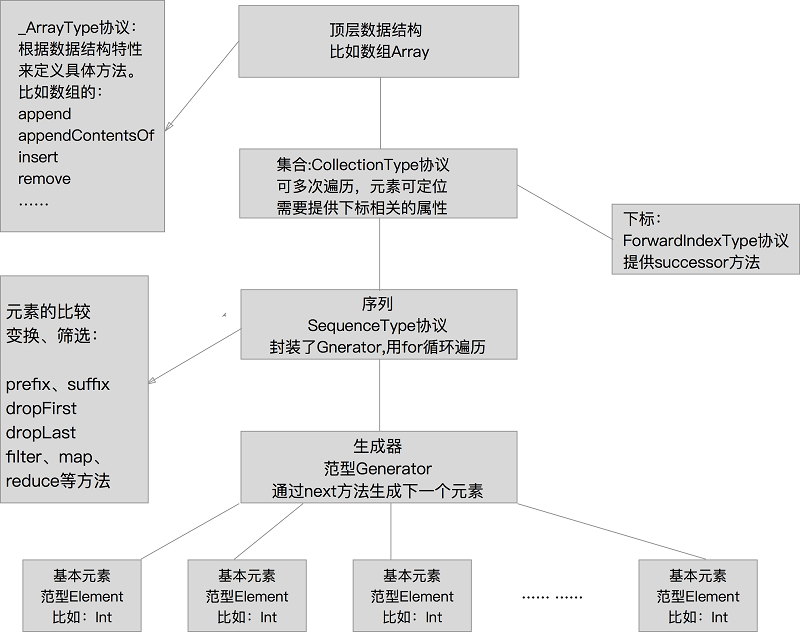 _ArrayType协议：
根据数据结构特性
来定义具体方法。
比如数组的：
append
appendContentsOf
insert
remove
……
顶层数据结构
比如数组Array
集合:CollectionType协议
可多次遍历，元素可定位
需要提供下标相关的属性
下标：
ForwardIndexType协议
提供successor方法
元素的比较
变换、筛选：
prefix、suffix
dropFirst
dropLast
filter、map、
reduce等方法
序列
SequenceType协议
封装了Gnerator,用for循环遍历
生成器
范型Generator
通过next方法生成下一个元素
基本元素
范型Element
比如：Int
基本元素
范型Element
比如：Int
基本元素
范型Element
比如：Int
…… ……
基本元素
范型Element
比如：Int